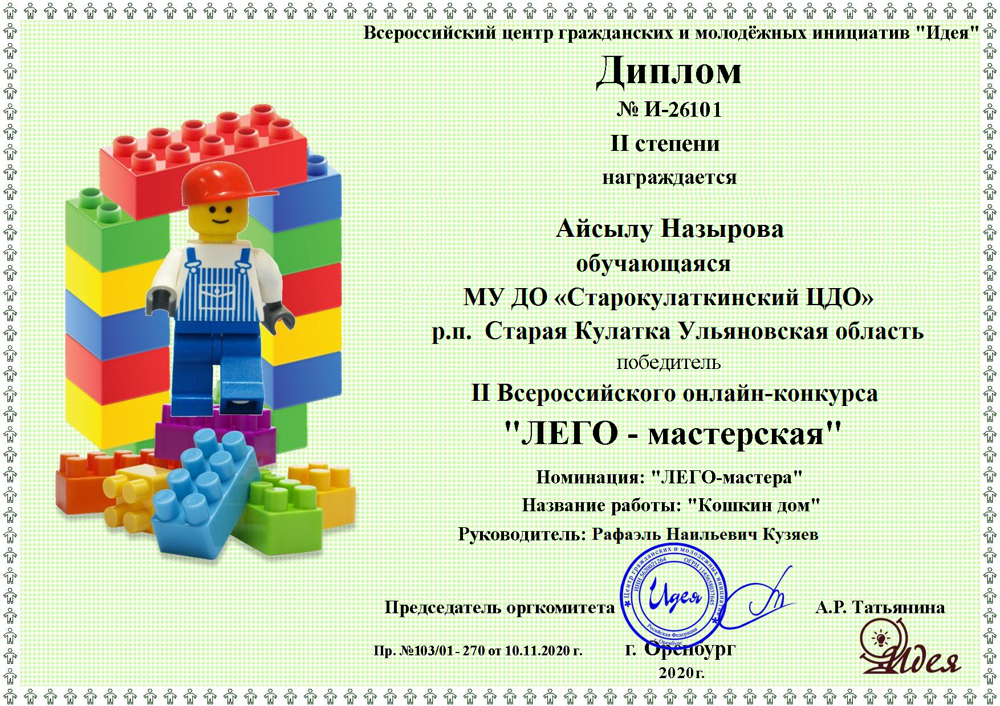 Всероссийский центр гражданских и молодёжных инициатив "Идея"
Диплом
№ И-26101
II степени
награждается
Айсылу Назырова
обучающаяся
МУ ДО «Старокулаткинский ЦДО»
р.п. Старая Кулатка Ульяновская область
победитель
II Всероссийского онлайн-конкурса
"ЛЕГО - мастерская"
Номинация: "ЛЕГО-мастера"
Название работы: "Кошкин дом"
Руководитель: Рафаэль Наильевич Кузяев
Центр гражданских и молодежных инициатив
ИНН 5620021264 ОГРН 1145658037645
Идея
Российская Федерация
г. Оренбург
Председатель оргкомитета А.Р. Татьянина
Пр. №103/01 - 270 от 10.11.2020 г. г. Оренбург
2020г.
Идея